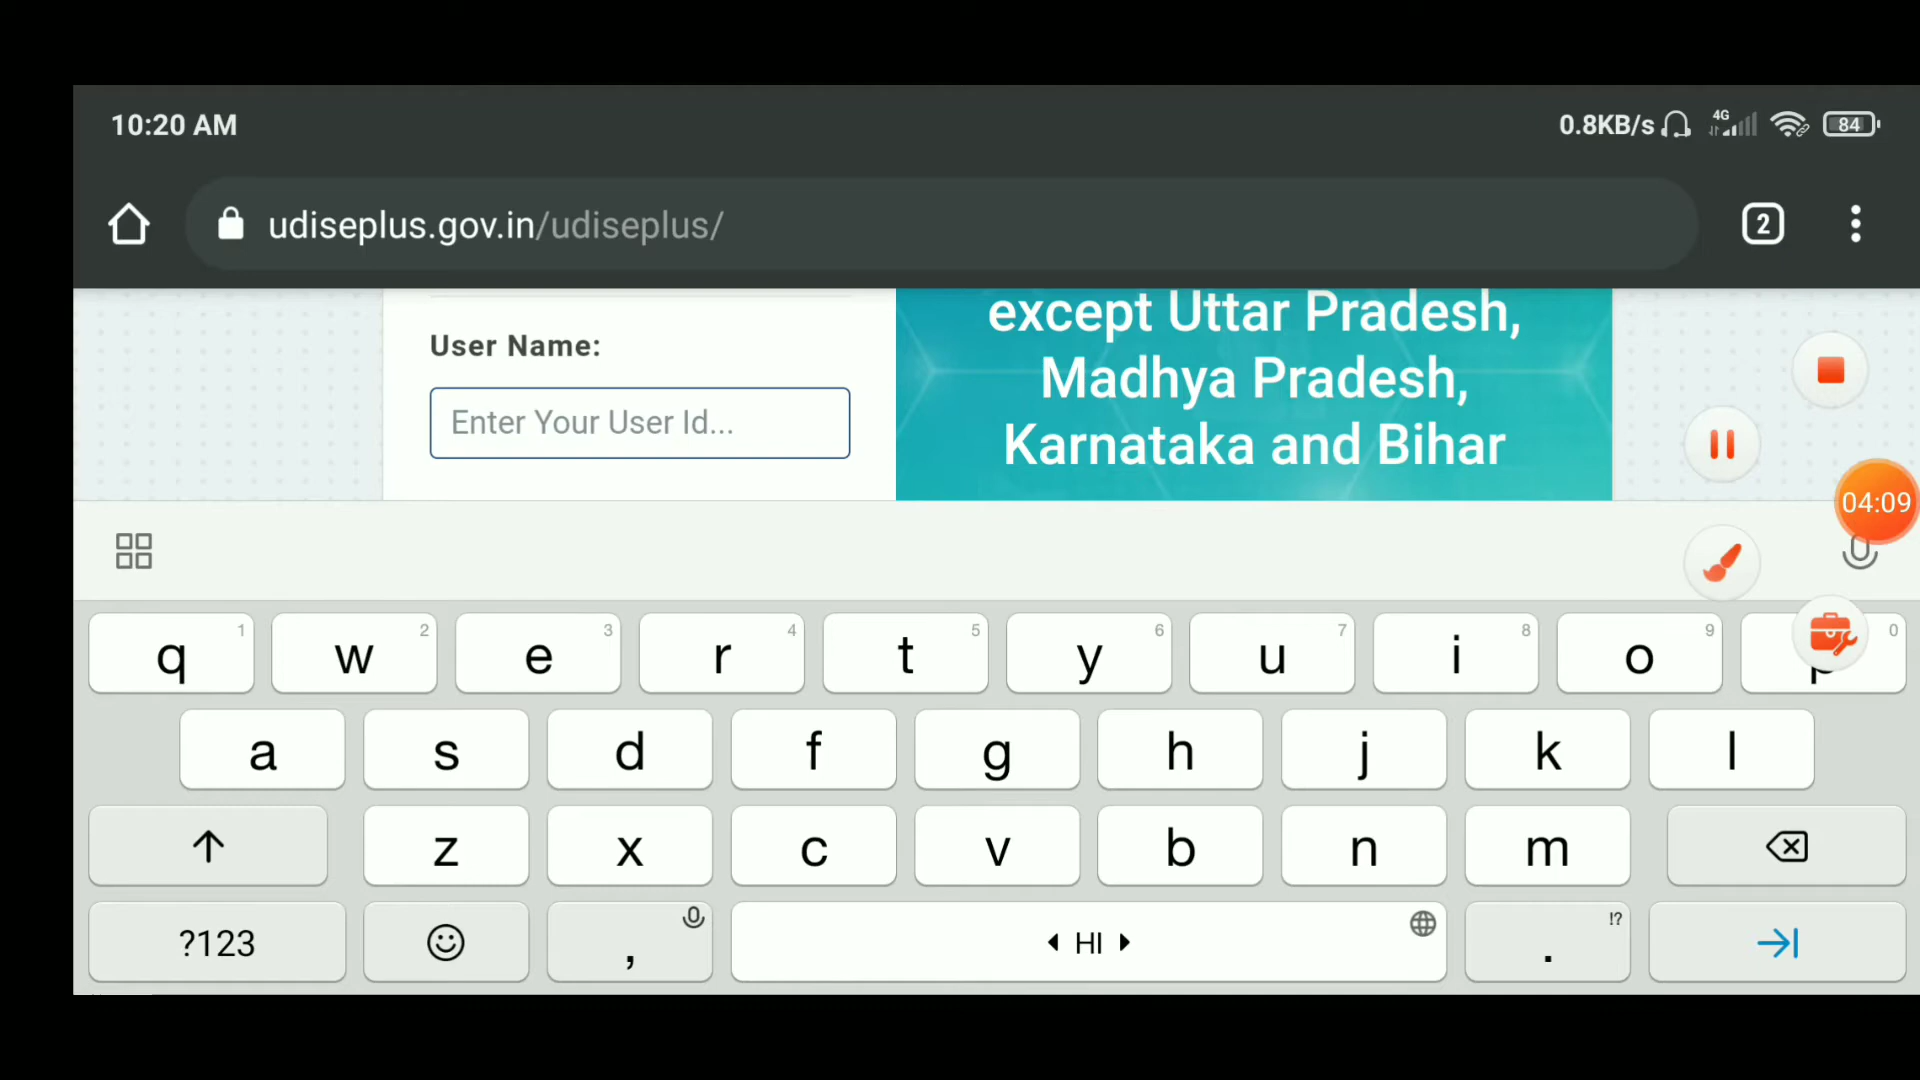 10:20 AM
0.8KB/s 4G 84
udiseplus.gov.in/udiseplus/
2
User Name:
Enter Your User Id...
except Uttar Pradesh,
Madhya Pradesh,
Karnataka and Bihar
04:09
q 1 w 2 e 3 r 4 t 5 y 6 u 7 i 8 o 9 p 0
a s d f g h j k l
z x c v b n m
?123 , HI . !?